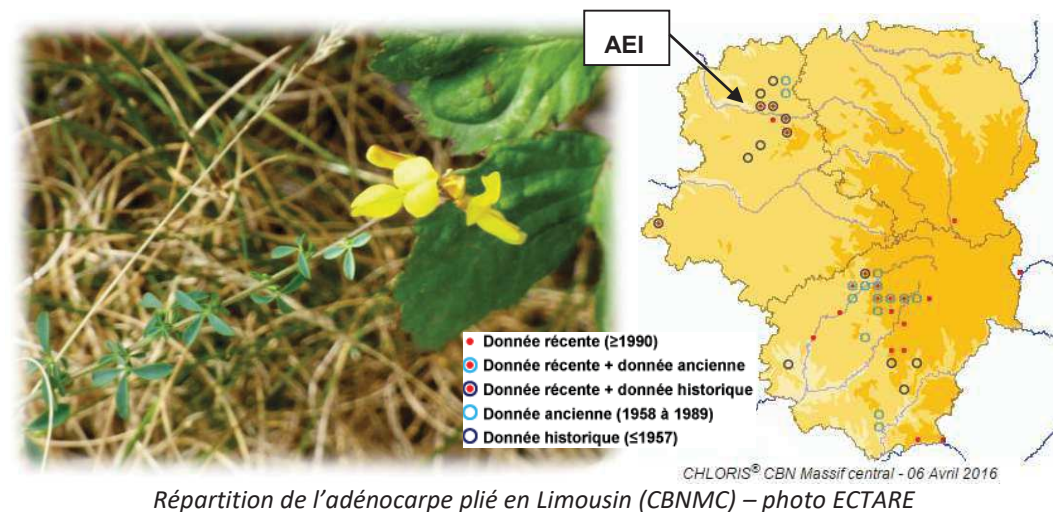 AEI
Donnée récente (≥1990)
Donnée récente + donnée ancienne
Donnée récente + donnée historique
Donnée ancienne (1958 à 1989)
Donnée historique (≤1957)
CHLORIS® CBN Massif central - 06 Avril 2016
Répartition de l’adénocarpe plié en Limousin (CBNMC) – photo ECTARE